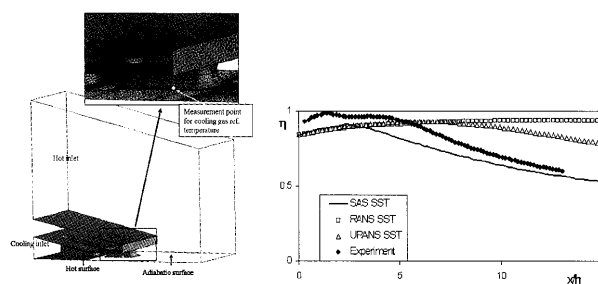 Measurement point
for cooling gas ref.
temperature
Hot inlet
Cooling inlet
Hot surface
Adiabatic surface
η
1
0.5
0
0
5
10
x/h
SAS SST
RANS SST
URANS SST
Experiment